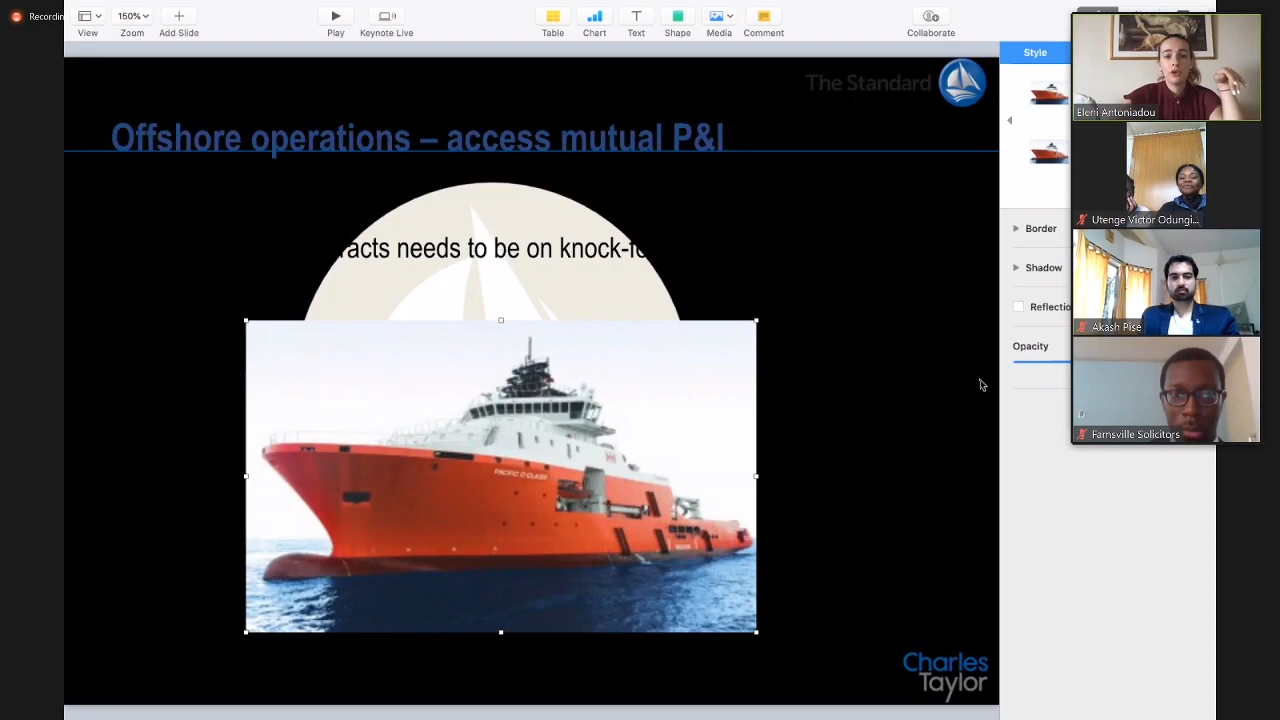 Recordin
150%
View
Zoom
Add Slide
Play
Keynote Live
Table
Chart
Text
Shape
Media
Comment
Collaborate
Style
The Standard
Offshore operations – access mutual P&I
racts needs to be on knock-fo
Border
Shadow
Reflectio
Opacity
PACIFIC D CLASS
Charles
Taylor
Eleni Antoniadou
Utenge Victor Odungi...
Akash Pise
Farnsville Solicitors